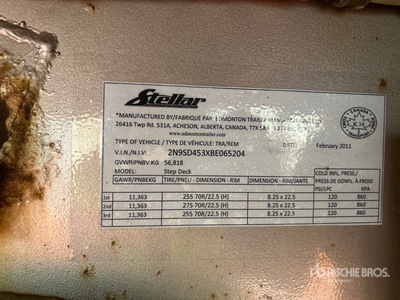 Stellar
*MANUFACTURED BY/FABRIQUÉ PAR: EDMONTON TRAILER
26416 Twp Rd. 531A, ACHESON, ALBERTA, CANADA, T7X 5A3
www.edmontontrailer.com
CANADA
TRANSPORT
TYPE OF VEHICLE / TYPE DE VÉHICULE: TRA/REM DATE: February 2011
V.I.N./N.I.V.: 2N9SD453XBE065204
GVWR/PNBV:KG 56,818
MODEL: Step Deck
COLD INFL. PRESS./
PRESS. DE GONFL. À FROID
GAWR/PNBEKG TIRE/PNEU - DIMENSION - RIM DIMENSION - RIM/JANTE PSI/LPC KPA
1st 11,363 255 70R/22.5 (H) 8.25 x 22.5 120 860
2nd 11,363 275 70R/22.5 (H) 8.25 x 22.5 120 860
3rd 11,363 255 70R/22.5 (H) 8.25 x 22.5 120 860
RITCHIE BROS.